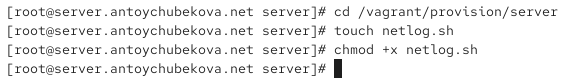 [root@server.antoychubekova.net server]# cd /vagrant/provision/server
[root@server.antoychubekova.net server]# touch netlog.sh
[root@server.antoychubekova.net server]# chmod +x netlog.sh
[root@server.antoychubekova.net server]#